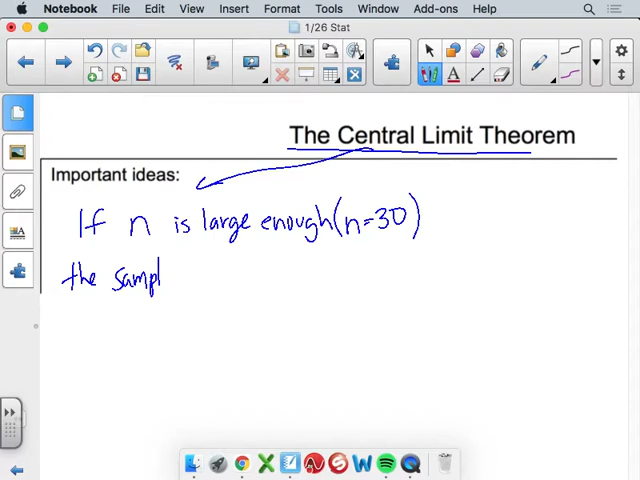 Notebook File Edit View Insert Format Tools Window Add-ons Help
1/26 Stat
The Central Limit Theorem
Important ideas:
If n is large enough (n=30)
the sampl